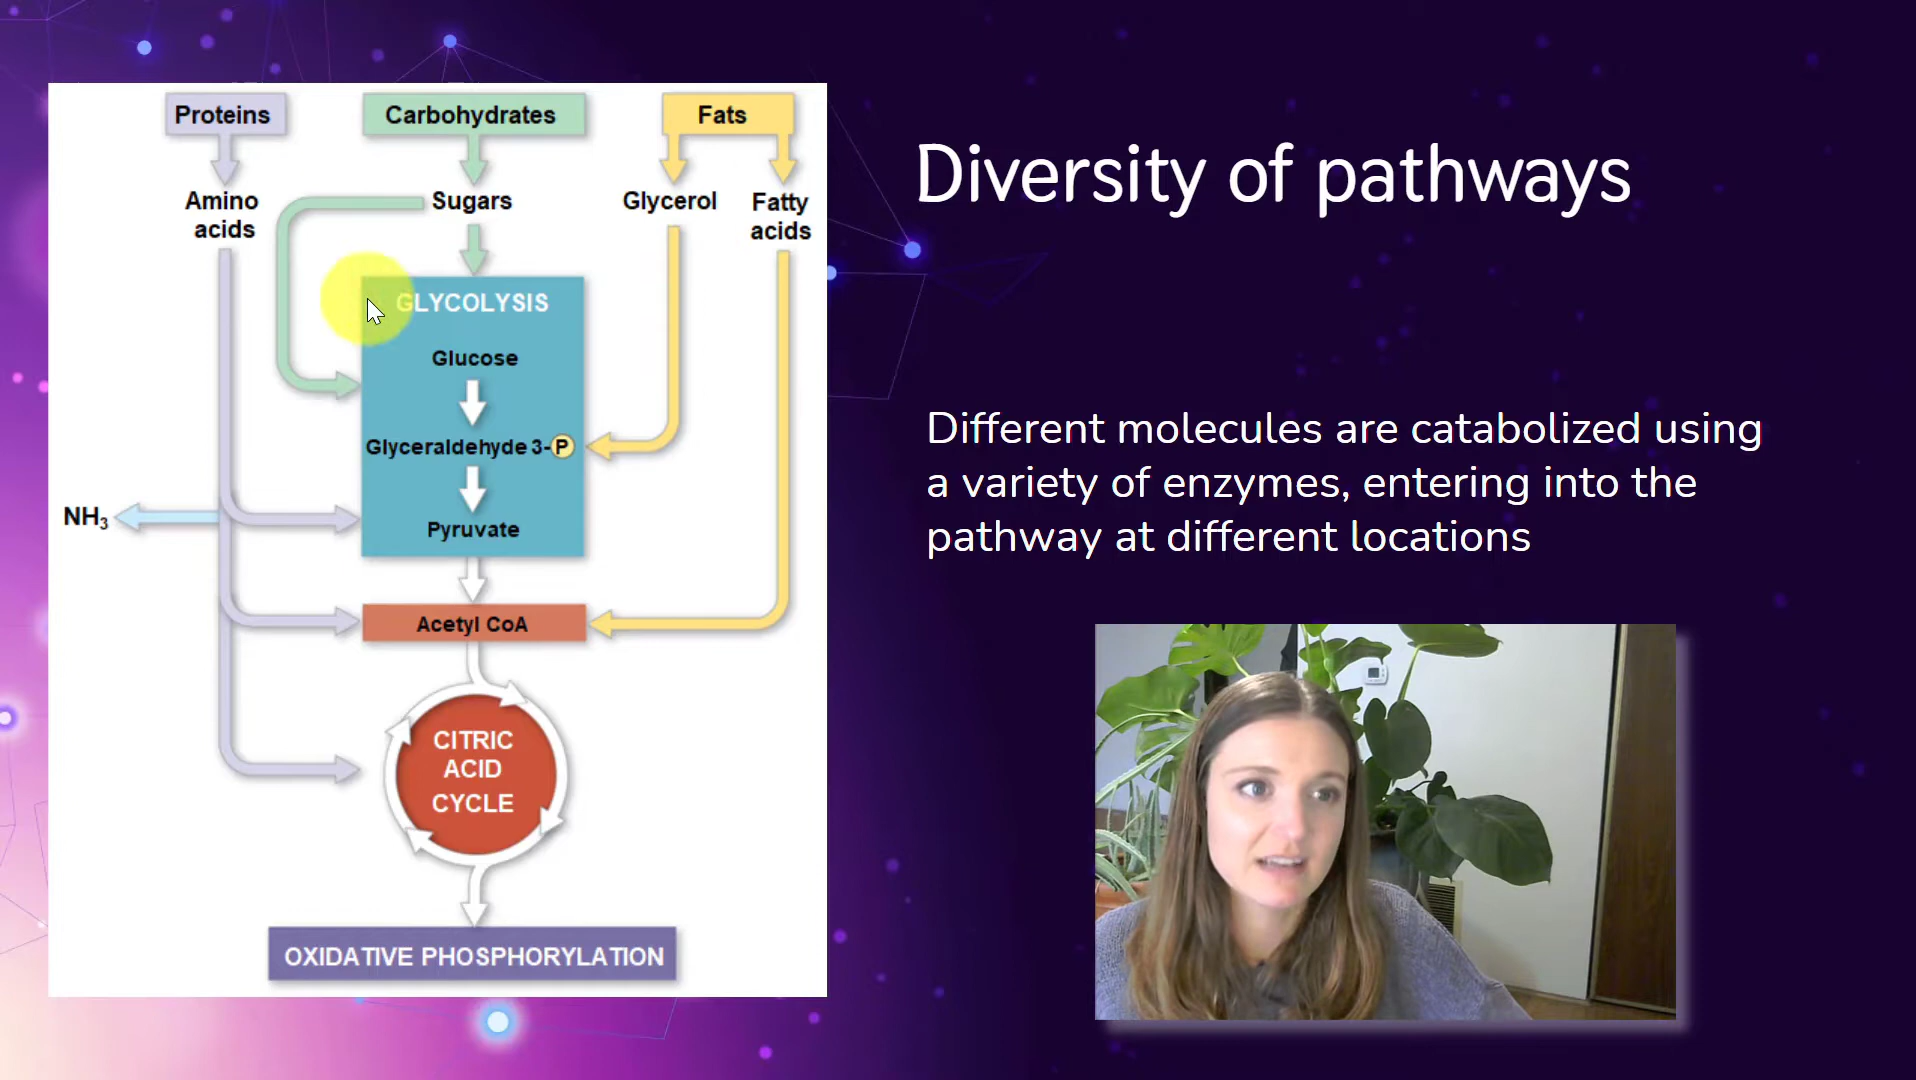 Proteins
Carbohydrates
Fats
Amino
acids
Sugars
Glycerol
Fatty
acids
GLYCOLYSIS
Glucose
Glyceraldehyde 3-P
NH3
Pyruvate
Acetyl CoA
CITRIC
ACID
CYCLE
OXIDATIVE PHOSPHORYLATION
Diversity of pathways
Different molecules are catabolized using
a variety of enzymes, entering into the
pathway at different locations